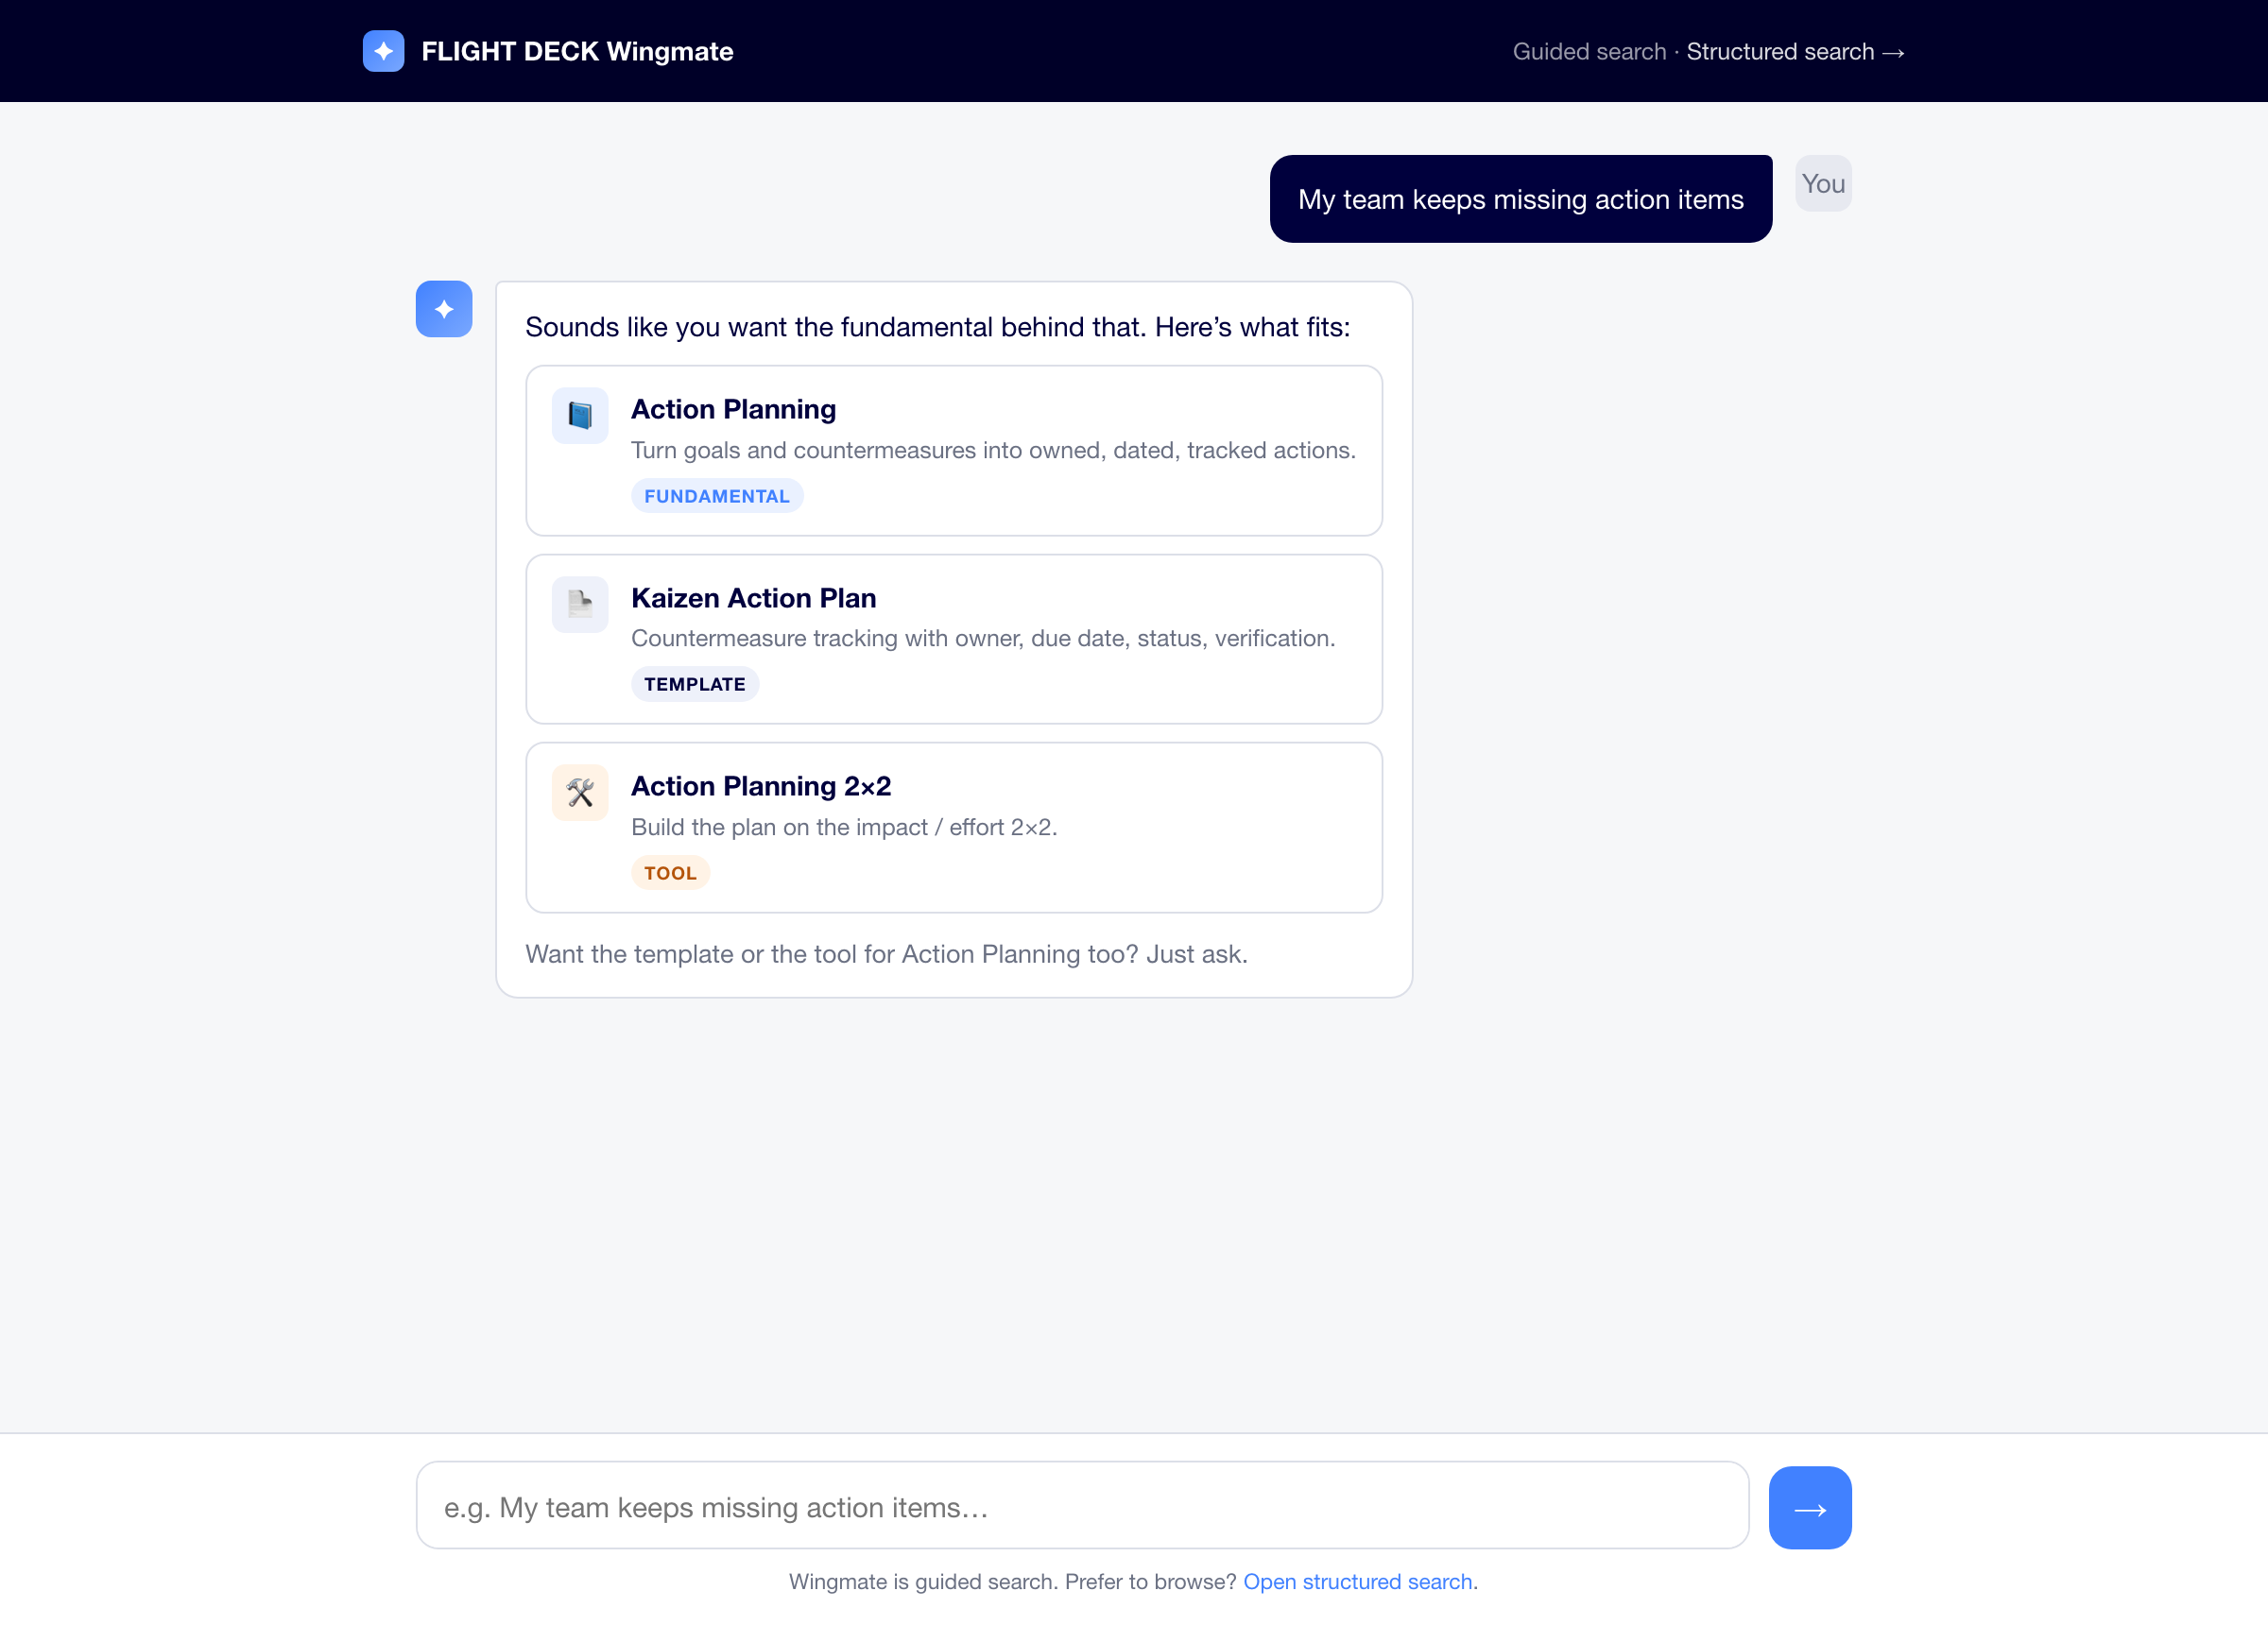 FLIGHT DECK Wingmate
Guided search · Structured search →
My team keeps missing action items
You
Sounds like you want the fundamental behind that. Here’s what fits:
Action Planning
Turn goals and countermeasures into owned, dated, tracked actions.
FUNDAMENTAL
Kaizen Action Plan
Countermeasure tracking with owner, due date, status, verification.
TEMPLATE
Action Planning 2×2
Build the plan on the impact / effort 2×2.
TOOL
Want the template or the tool for Action Planning too? Just ask.
e.g. My team keeps missing action items…
→
Wingmate is guided search. Prefer to browse? Open structured search.